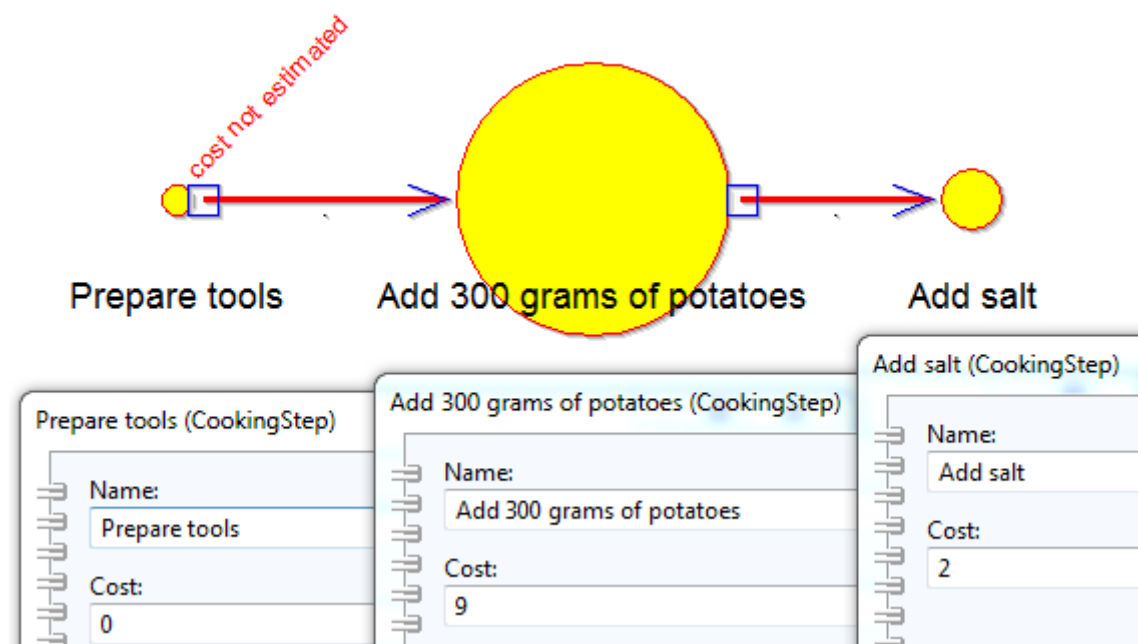 cost not estimated
Prepare tools
Add 300 grams of potatoes
Add salt
Prepare tools (CookingStep)
Name:
Prepare tools
Cost:
0
Add 300 grams of potatoes (CookingStep)
Name:
Add 300 grams of potatoes
Cost:
9
Add salt (CookingStep)
Name:
Add salt
Cost:
2